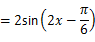 = 2sin(2x − π/6)